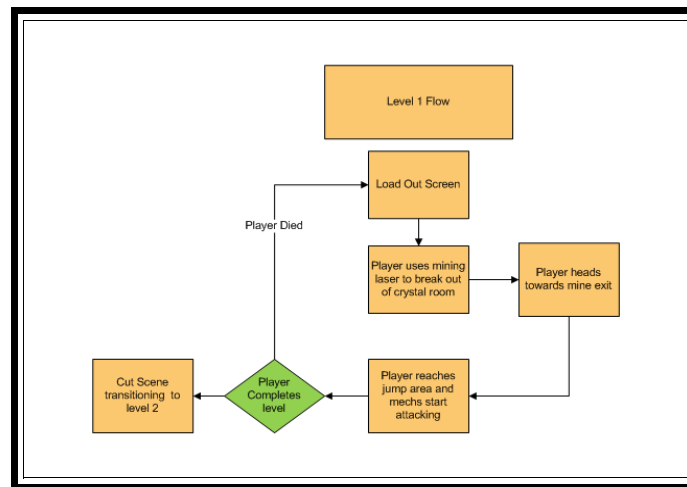 Level 1 Flow
Load Out Screen
Player Died
Player uses mining
laser to break out
of crystal room
Player heads
towards mine exit
Cut Scene
transitioning to
level 2
Player
Completes
level
Player reaches
jump area and
mechs start
attacking